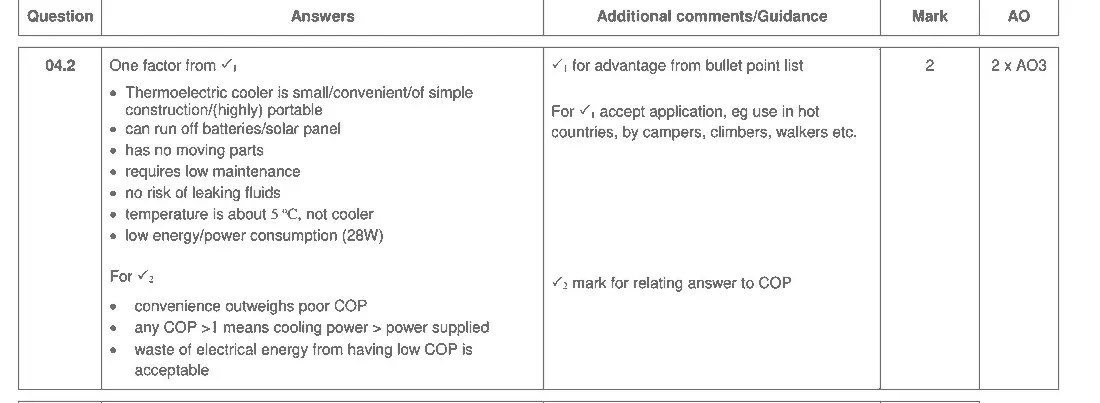 Question Answers Additional comments/Guidance Mark AO
04.2 One factor from ✓₁ ✓₁ for advantage from bullet point list 2 2 x AO3
• Thermoelectric cooler is small/convenient/of simple
construction/(highly) portable
For ✓₁ accept application, eg use in hot
• can run off batteries/solar panel
countries, by campers, climbers, walkers etc.
• has no moving parts
• requires low maintenance
• no risk of leaking fluids
• temperature is about 5 °C, not cooler
• low energy/power consumption (28W)
For ✓₂
✓₂ mark for relating answer to COP
• convenience outweighs poor COP
• any COP >1 means cooling power > power supplied
• waste of electrical energy from having low COP is
acceptable